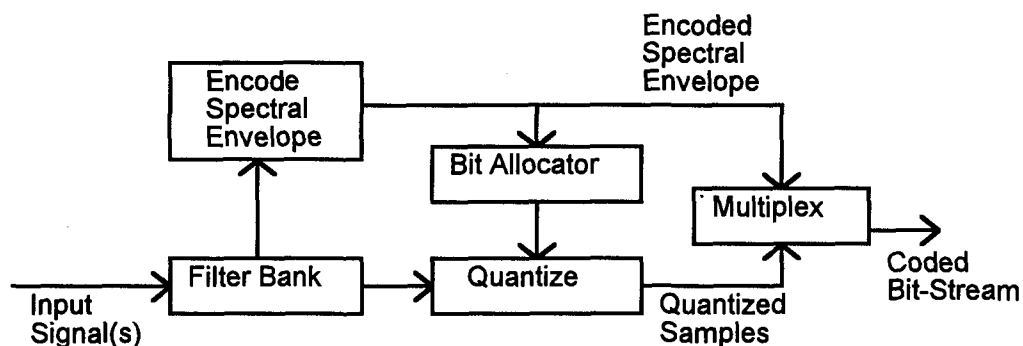 Encoded
Spectral
Envelope
Encode
Spectral
Envelope
Bit Allocator
Multiplex
Filter Bank
Quantize
Coded
Bit-Stream
Input
Signal(s)
Quantized
Samples